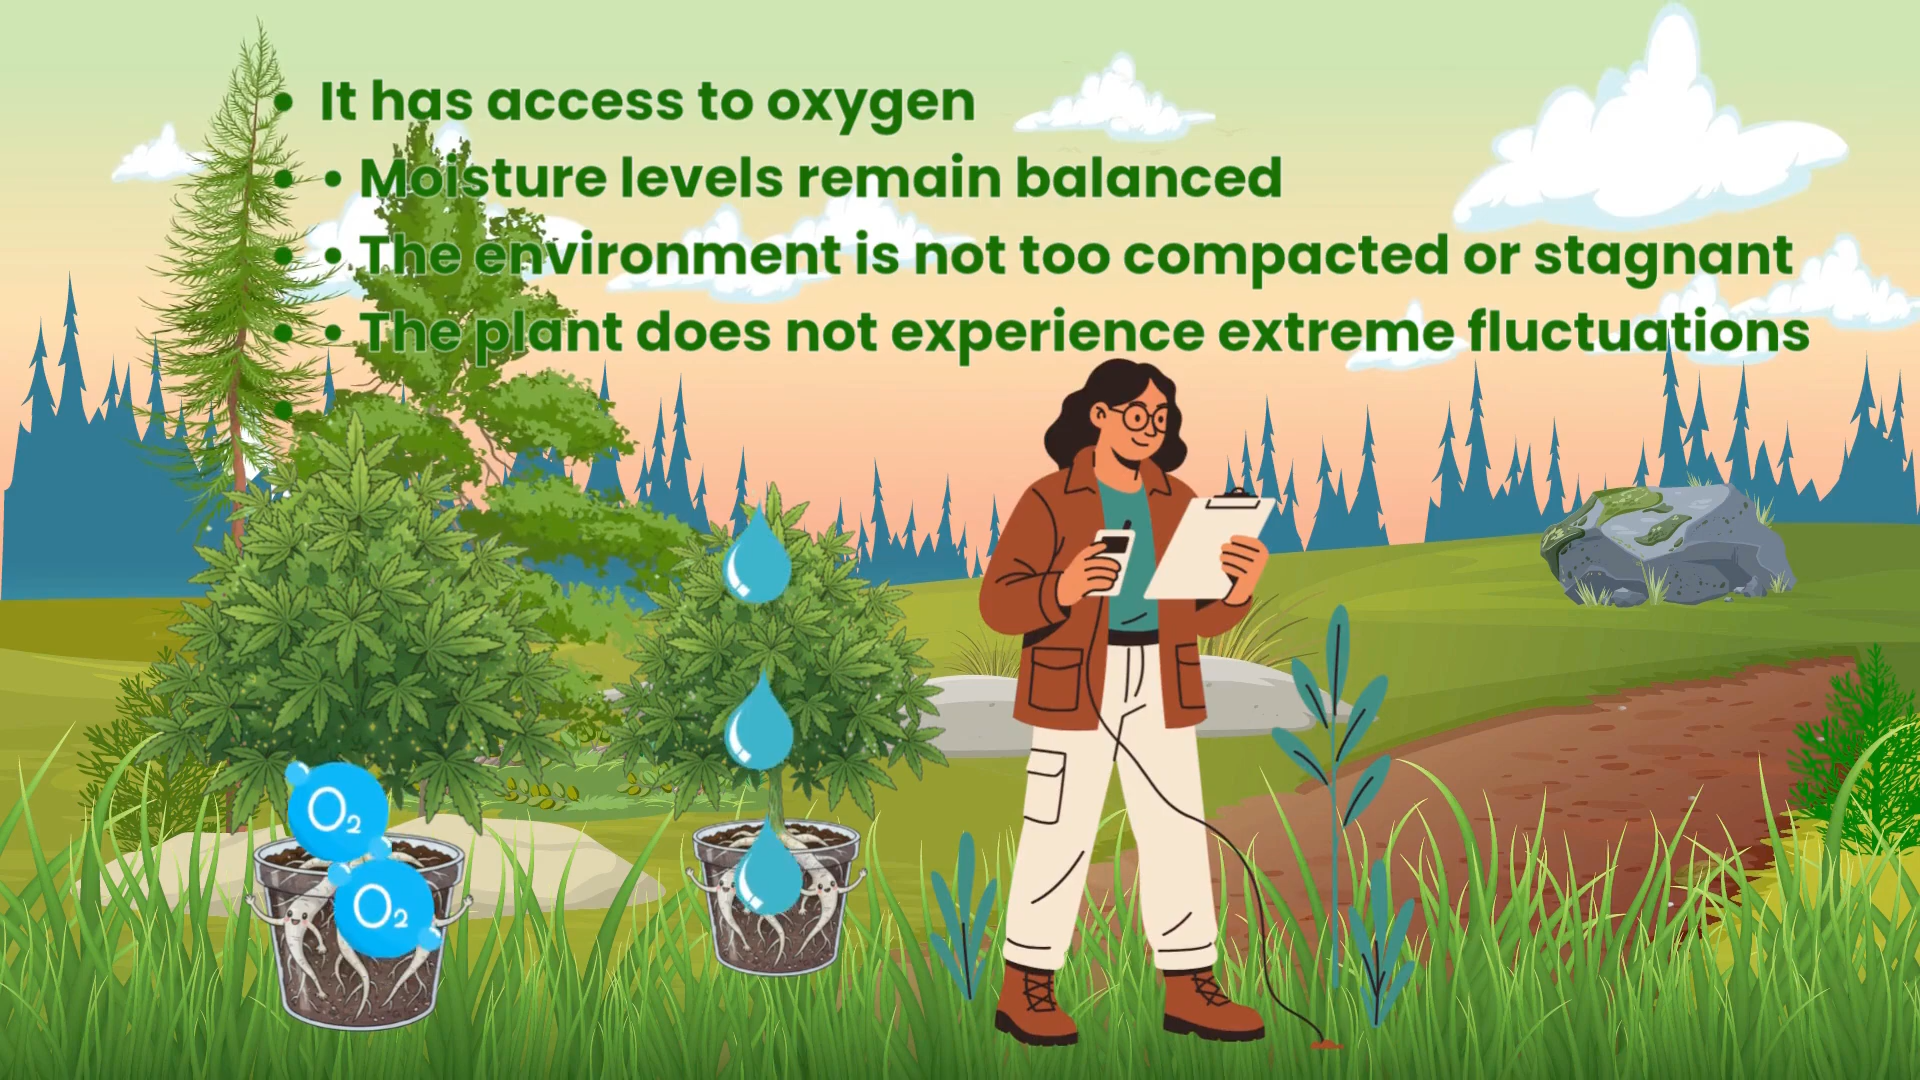 • It has access to oxygen
• • Moisture levels remain balanced
• • The environment is not too compacted or stagnant
• • The plant does not experience extreme fluctuations
•
O₂
O₂